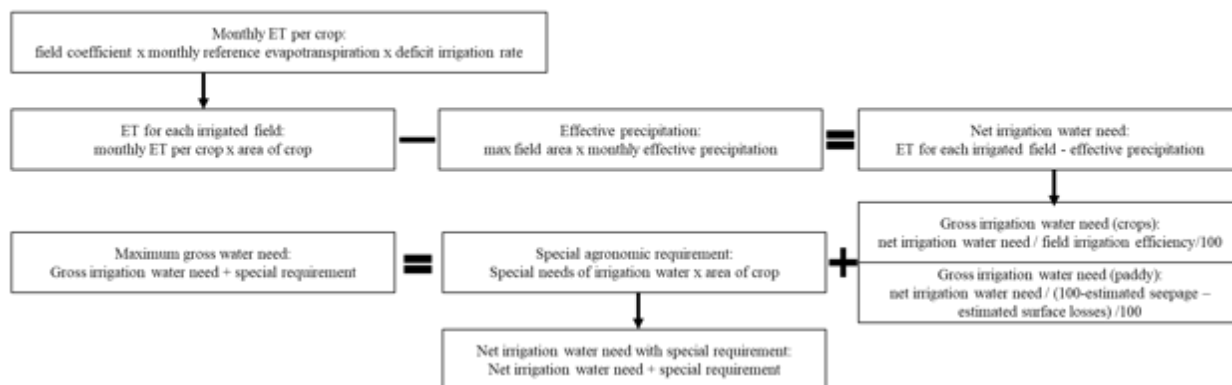 Monthly ET per crop:
field coefficient x monthly reference evapotranspiration x deficit irrigation rate
ET for each irrigated field:
monthly ET per crop x area of crop
Effective precipitation:
max field area x monthly effective precipitation
Net irrigation water need:
ET for each irrigated field - effective precipitation
Gross irrigation water need (crops):
net irrigation water need / field irrigation efficiency/100
Gross irrigation water need (paddy):
net irrigation water need / (100-estimated seepage –
estimated surface losses) /100
Special agronomic requirement:
Special needs of irrigation water x area of crop
Maximum gross water need:
Gross irrigation water need + special requirement
Net irrigation water need with special requirement:
Net irrigation water need + special requirement